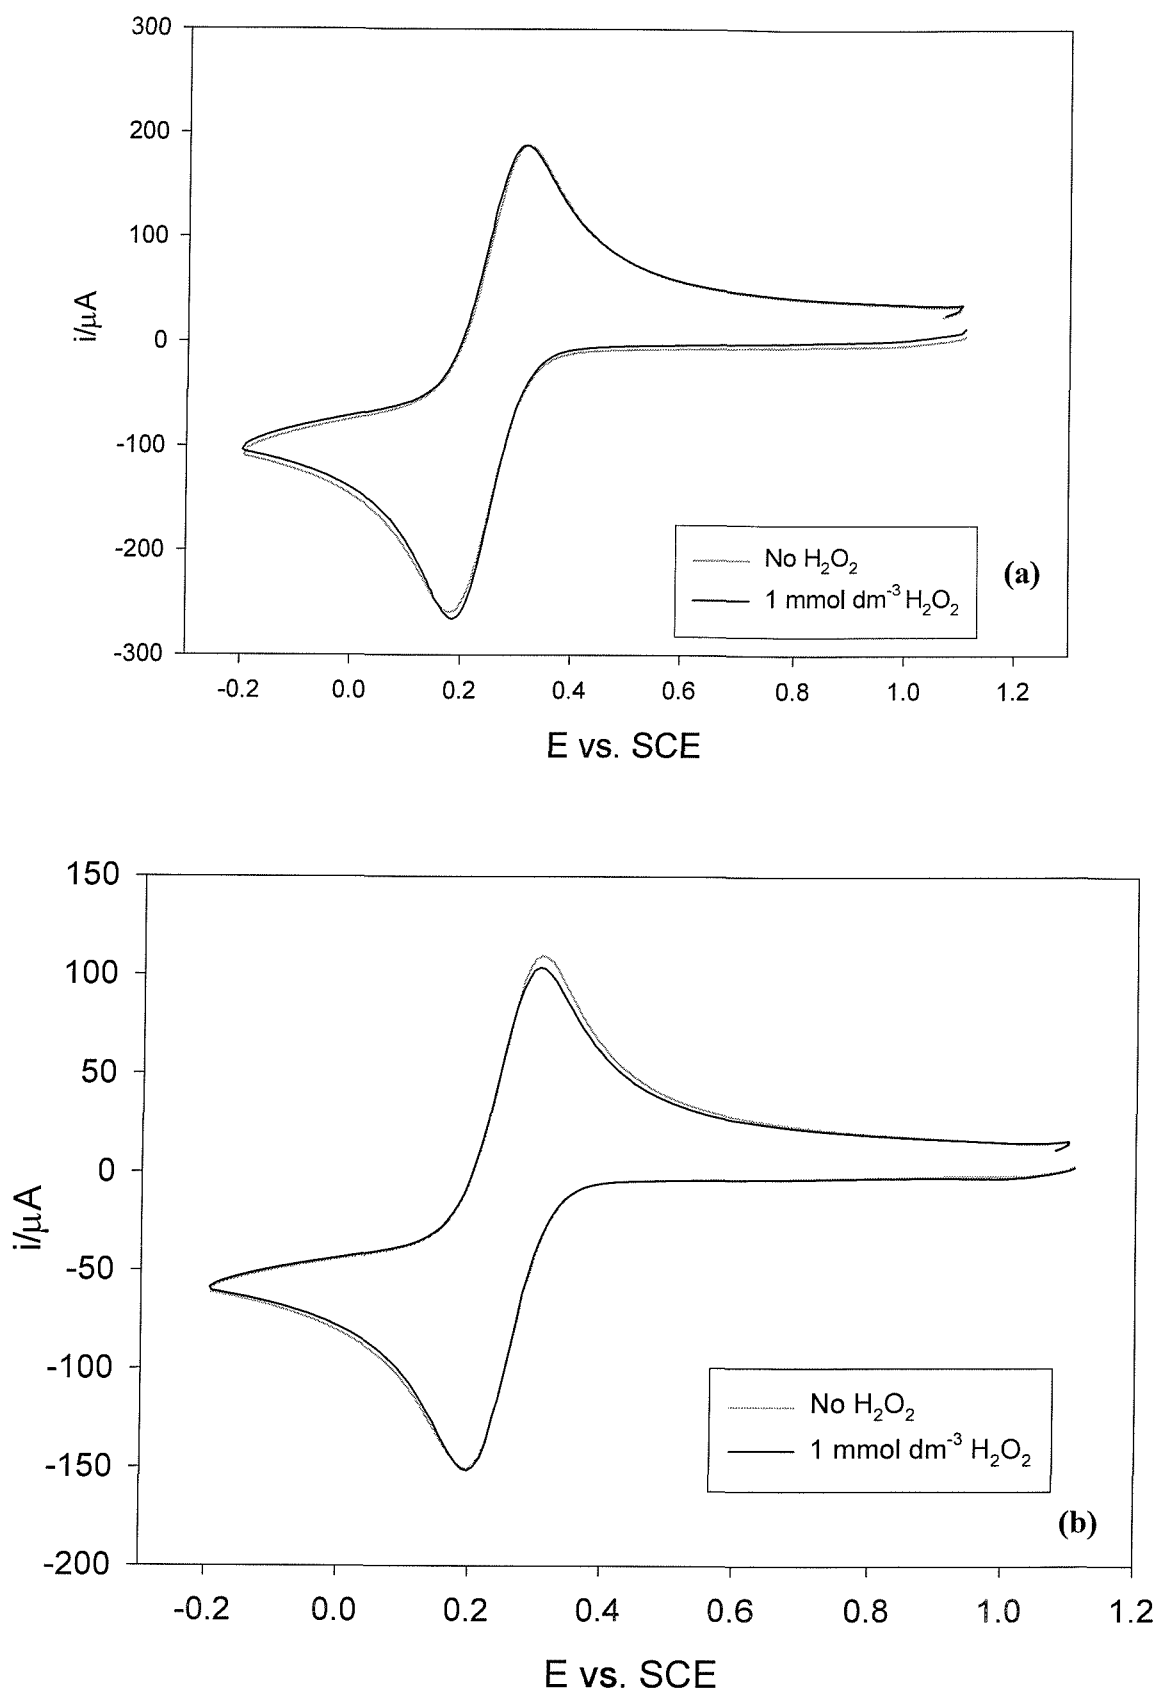 300
200
100
0
-100
-200
-300
i/μA
No H₂O₂
1 mmol dm⁻³ H₂O₂
(a)
-0.2 0.0 0.2 0.4 0.6 0.8 1.0 1.2
E vs. SCE
150
100
50
0
-50
-100
-150
-200
i/μA
No H₂O₂
1 mmol dm⁻³ H₂O₂
(b)
-0.2 0.0 0.2 0.4 0.6 0.8 1.0 1.2
E vs. SCE